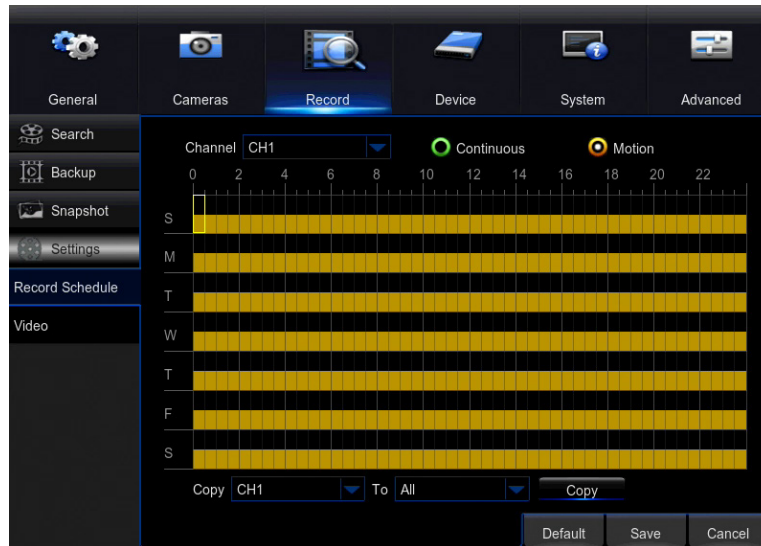 General Cameras Record Device System Advanced
Search
Backup
Snapshot
Settings
Record Schedule
Video
Channel CH1 Continuous Motion
0 2 4 6 8 10 12 14 16 18 20 22
S
M
T
W
T
F
S
Copy CH1 To All Copy
Default Save Cancel